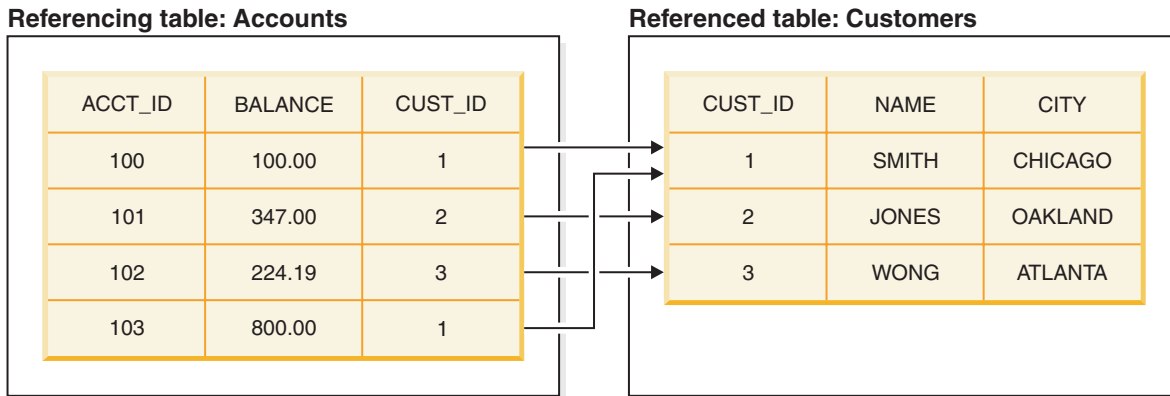 Referencing table: Accounts
ACCT_ID BALANCE CUST_ID
100 100.00 1
101 347.00 2
102 224.19 3
103 800.00 1
Referenced table: Customers
CUST_ID NAME CITY
1 SMITH CHICAGO
2 JONES OAKLAND
3 WONG ATLANTA